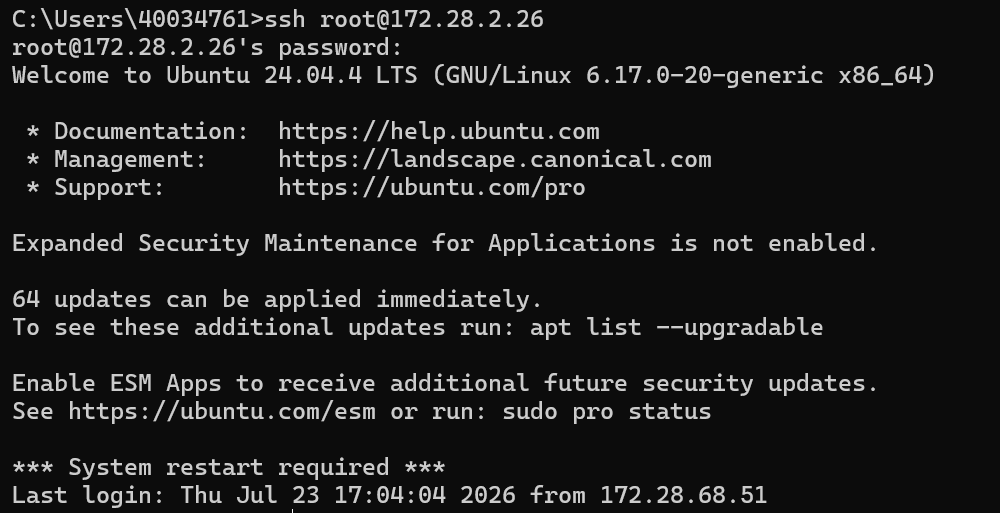 C:\Users\40034761>ssh root@172.28.2.26
root@172.28.2.26's password:
Welcome to Ubuntu 24.04.4 LTS (GNU/Linux 6.17.0-20-generic x86_64)

 * Documentation:  https://help.ubuntu.com
 * Management:     https://landscape.canonical.com
 * Support:        https://ubuntu.com/pro

Expanded Security Maintenance for Applications is not enabled.

64 updates can be applied immediately.
To see these additional updates run: apt list --upgradable

Enable ESM Apps to receive additional future security updates.
See https://ubuntu.com/esm or run: sudo pro status

*** System restart required ***
Last login: Thu Jul 23 17:04:04 2026 from 172.28.68.51